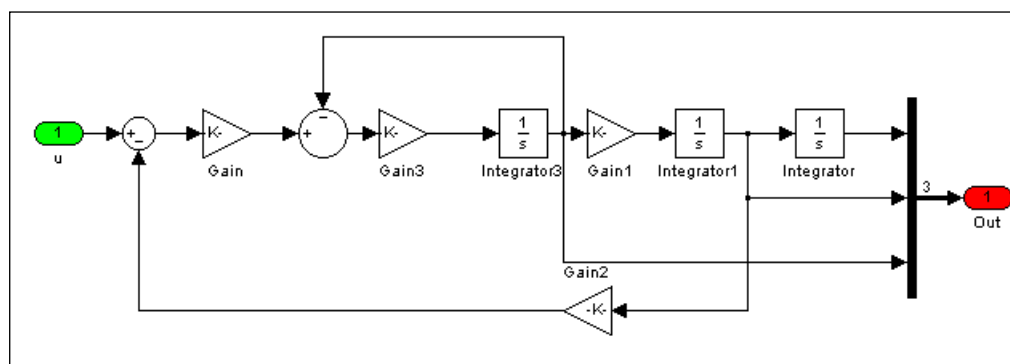 1
u
+
−
K-
Gain
+
−
K-
Gain3
1
s
Integrator3
K-
Gain1
1
s
Integrator1
1
s
Integrator
3
1
Out
Gain2
-K-